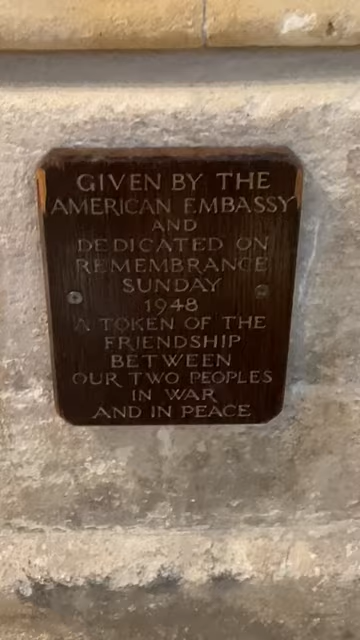 GIVEN BY THE
AMERICAN EMBASSY
AND
DEDICATED ON
REMEMBRANCE
SUNDAY
1948
A TOKEN OF THE
FRIENDSHIP
BETWEEN
OUR TWO PEOPLES
IN WAR
AND IN PEACE